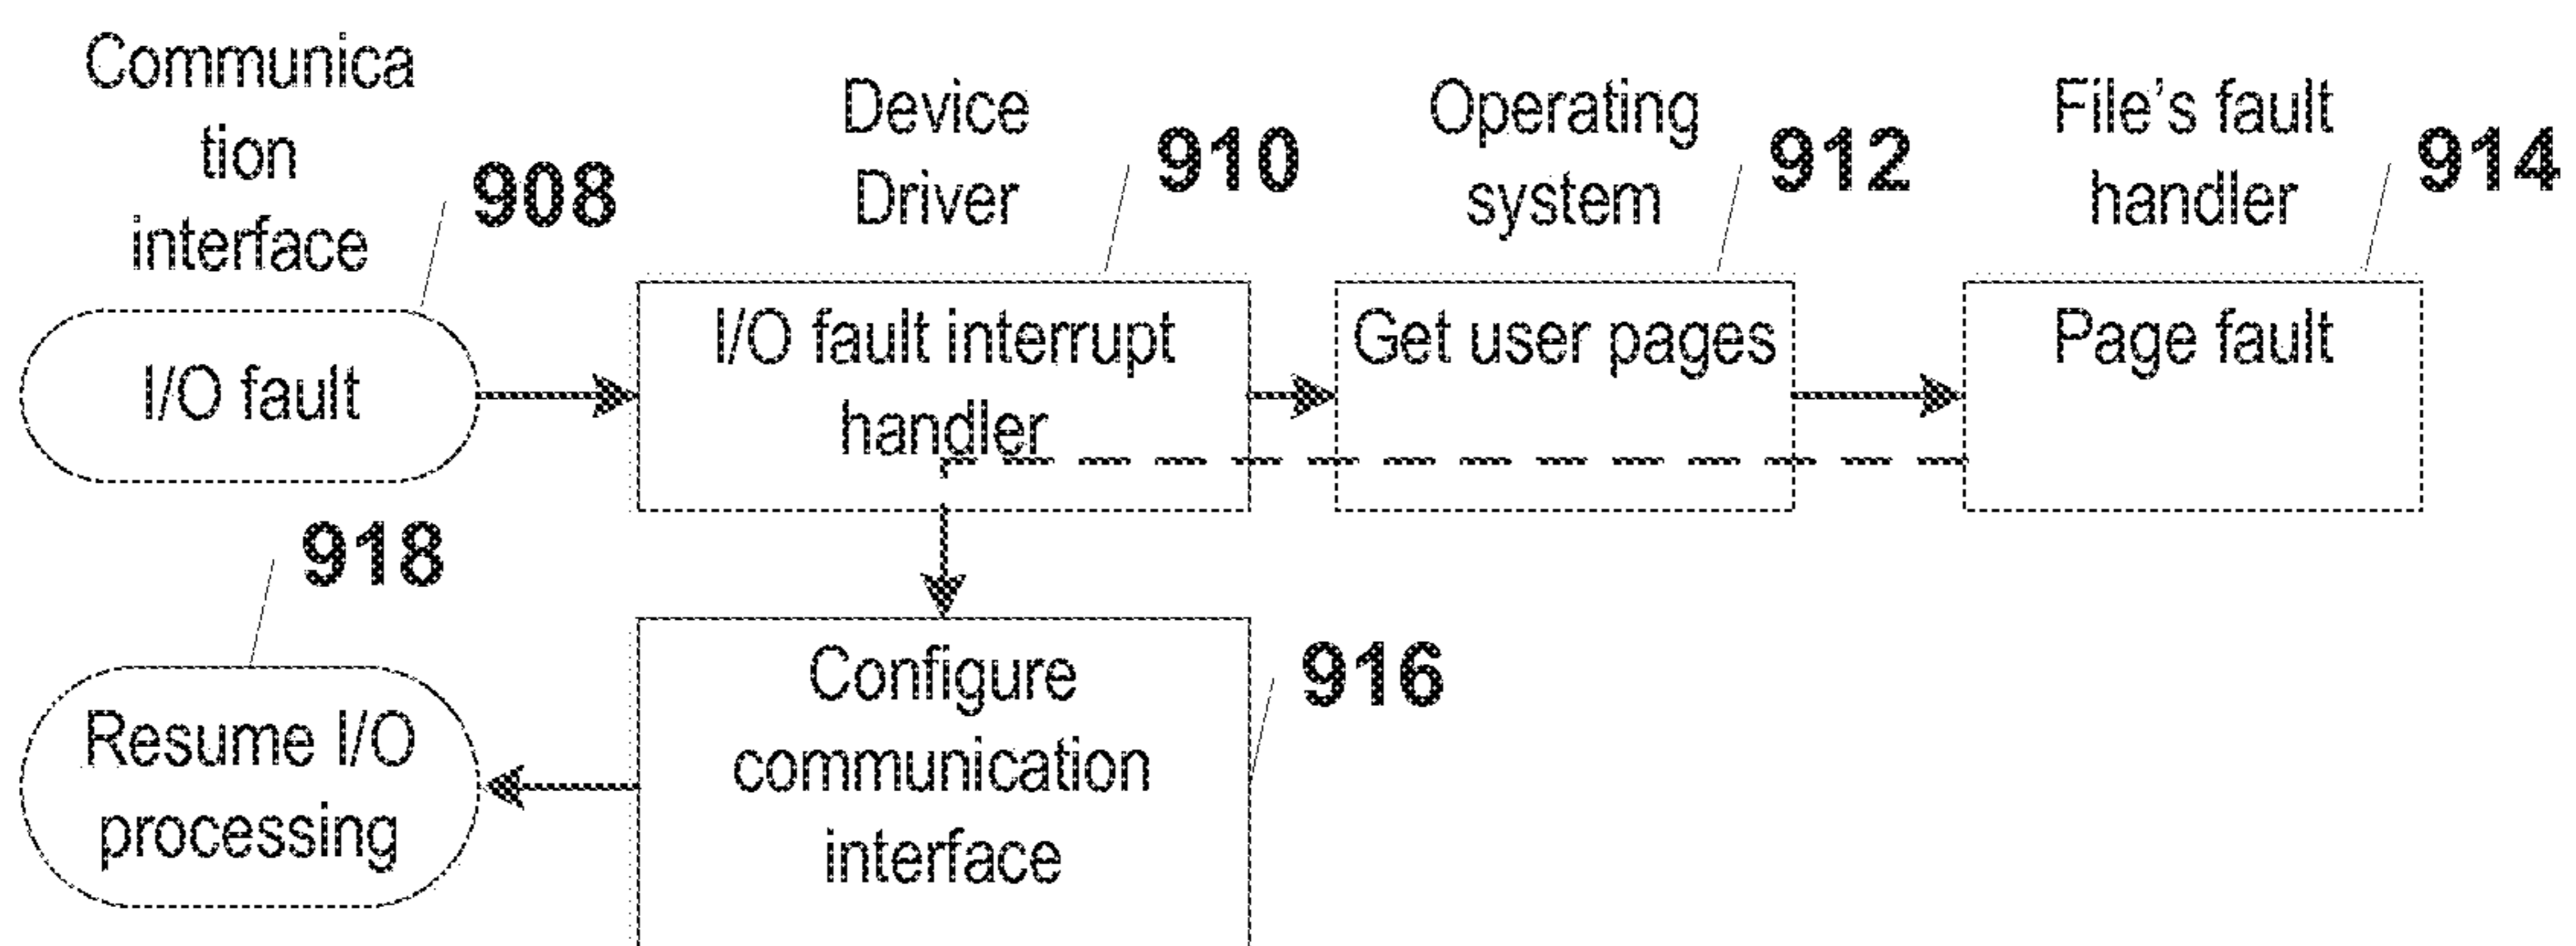 Communica
tion
interface
908
Device
Driver
910
Operating
system
912
File's fault
handler
914
I/O fault
I/O fault interrupt
handler
Get user pages
Page fault
918
Resume I/O
processing
Configure
communication
interface
916